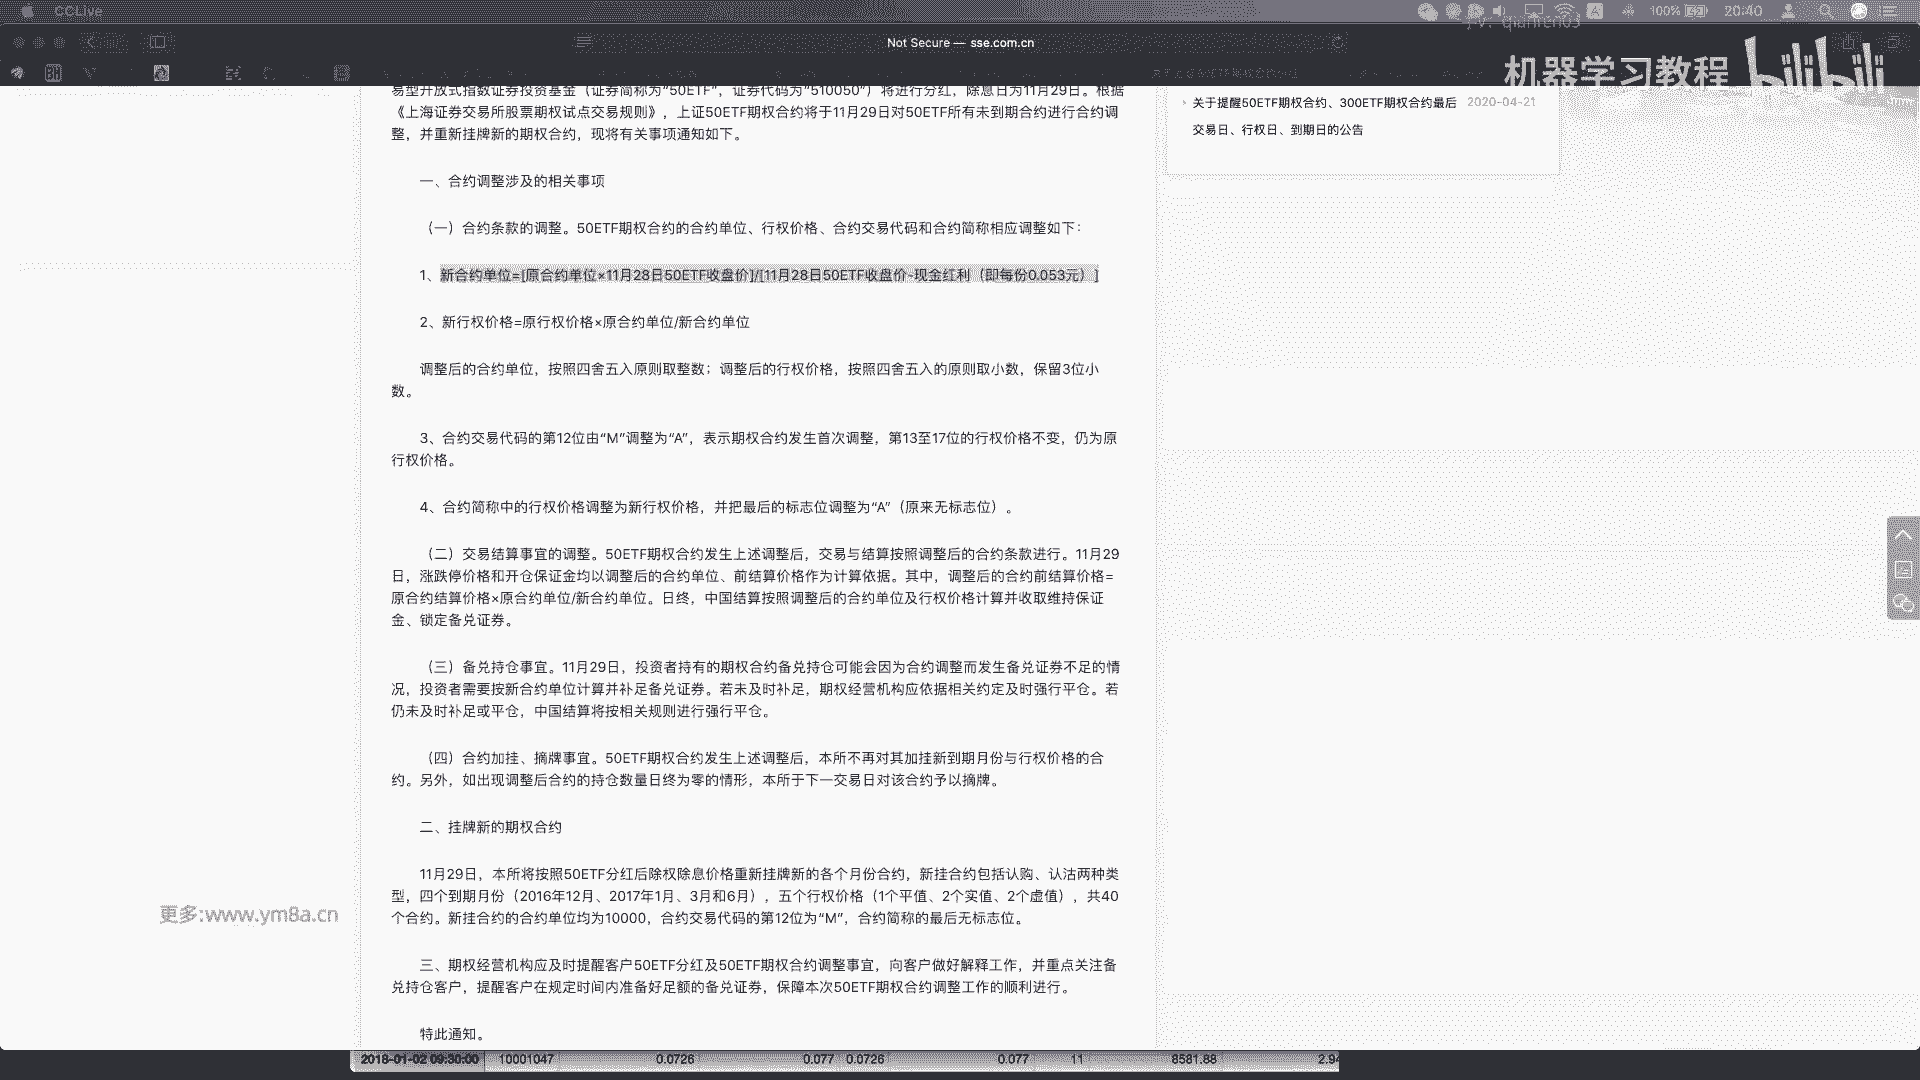 CCLive
100%
20:40
Not Secure — sse.com.cn
机器学习教程 bilibili
易型开放式指数证券投资基金（证券简称为“50ETF”，证券代码为“510050”）将进行分红，除息日为11月29日。根据
《上海证券交易所股票期权试点交易规则》，上证50ETF期权合约将于11月29日对50ETF所有未到期合约进行合约调
整，并重新挂牌新的期权合约，现将有关事项通知如下。
一、合约调整涉及的相关事项
（一）合约条款的调整。50ETF期权合约的合约单位、行权价格、合约交易代码和合约简称相应调整如下：
1、新合约单位=[原合约单位×11月28日50ETF收盘价]/[11月28日50ETF收盘价-现金红利（即每份0.053元）]
2、新行权价格=原行权价格×原合约单位/新合约单位
调整后的合约单位，按照四舍五入原则取整数；调整后的行权价格，按照四舍五入的原则取小数，保留3位小
数。
3、合约交易代码的第12位由“M”调整为“A”，表示期权合约发生首次调整，第13至17位的行权价格不变，仍为原
行权价格。
4、合约简称中的行权价格调整为新行权价格，并把最后的标志位调整为“A”（原来无标志位）。
（二）交易结算事宜的调整。50ETF期权合约发生上述调整后，交易与结算按照调整后的合约条款进行。11月29
日，涨跌停价格和开仓保证金均以调整后的合约单位、前结算价格作为计算依据。其中，调整后的合约前结算价格=
原合约结算价格×原合约单位/新合约单位。日终，中国结算按照调整后的合约单位及行权价格计算并收取维持保证
金、锁定备兑证券。
（三）备兑持仓事宜。11月29日，投资者持有的期权合约备兑持仓可能会因为合约调整而发生备兑证券不足的情
况，投资者需要按新合约单位计算并补足备兑证券。若未及时补足，期权经营机构应依据相关约定及时强行平仓。若
仍未及时补足或平仓，中国结算将按相关规则进行强行平仓。
（四）合约加挂、摘牌事宜。50ETF期权合约发生上述调整后，本所不再对其加挂新到期月份与行权价格的合
约。另外，如出现调整后合约的持仓数量日终为零的情形，本所于下一交易日对该合约予以摘牌。
二、挂牌新的期权合约
11月29日，本所将按照50ETF分红后除权除息价格重新挂牌新的各个月份合约，新挂合约包括认购、认沽两种类
型，四个到期月份（2016年12月、2017年1月、3月和6月），五个行权价格（1个平值、2个实值、2个虚值），共40
个合约。新挂合约的合约单位均为10000，合约交易代码的第12位为“M”，合约简称的最后无标志位。
三、期权经营机构应及时提醒客户50ETF分红及50ETF期权合约调整事宜，向客户做好解释工作，并重点关注备
兑持仓客户，提醒客户在规定时间内准备好足额的备兑证券，保障本次50ETF期权合约调整工作的顺利进行。
特此通知。
关于提醒50ETF期权合约、300ETF期权合约最后 2020-04-21
交易日、行权日、到期日的公告
更多:www.ym8a.cn
2018-01-02 09:30:00 10001047 0.0726 0.077 0.0726 0.077 11 8581.88 2.94